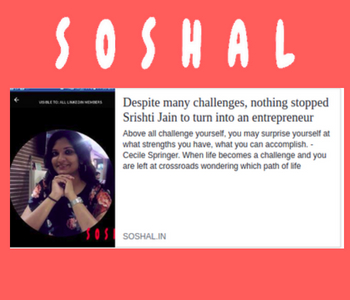 SOSHAL
VISIBLE TO: ALL LINKEDIN MEMBERS
Despite many challenges, nothing stopped
Srishti Jain to turn into an entrepreneur
Above all challenge yourself, you may surprise yourself at
what strengths you have, what you can accomplish. -
Cecile Springer. When life becomes a challenge and you
are left at crossroads wondering which path of life
SOSH
SOSHAL.IN